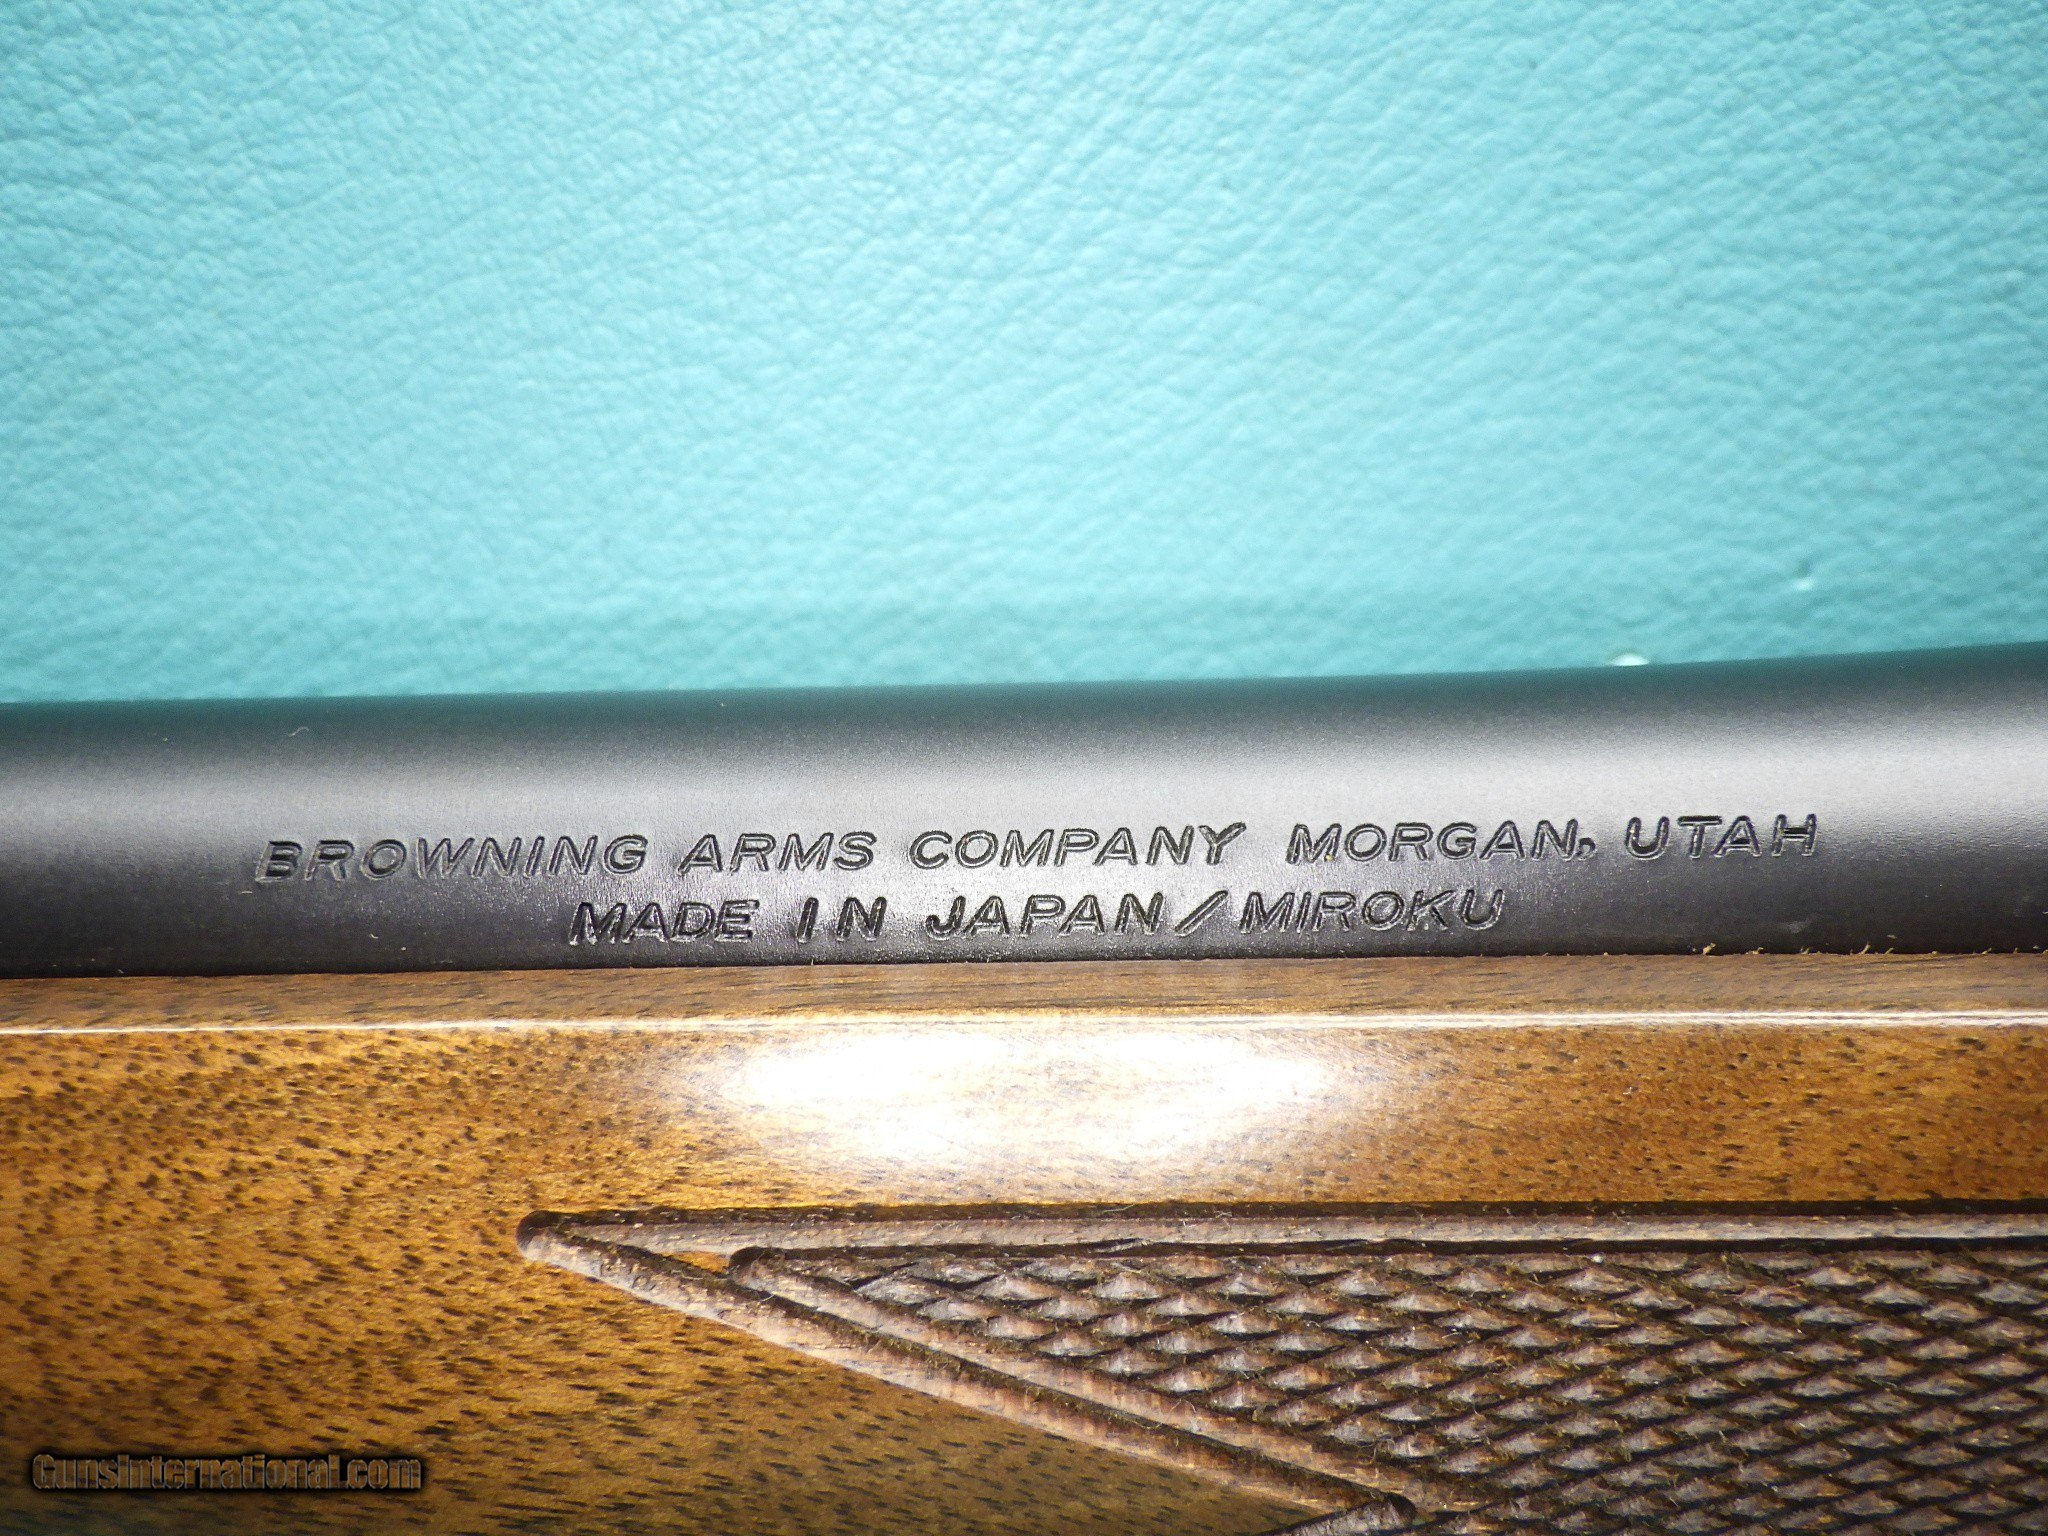 BROWNING ARMS COMPANY MORGAN, UTAH
MADE IN JAPAN/MIROKU
GunsInternational.com